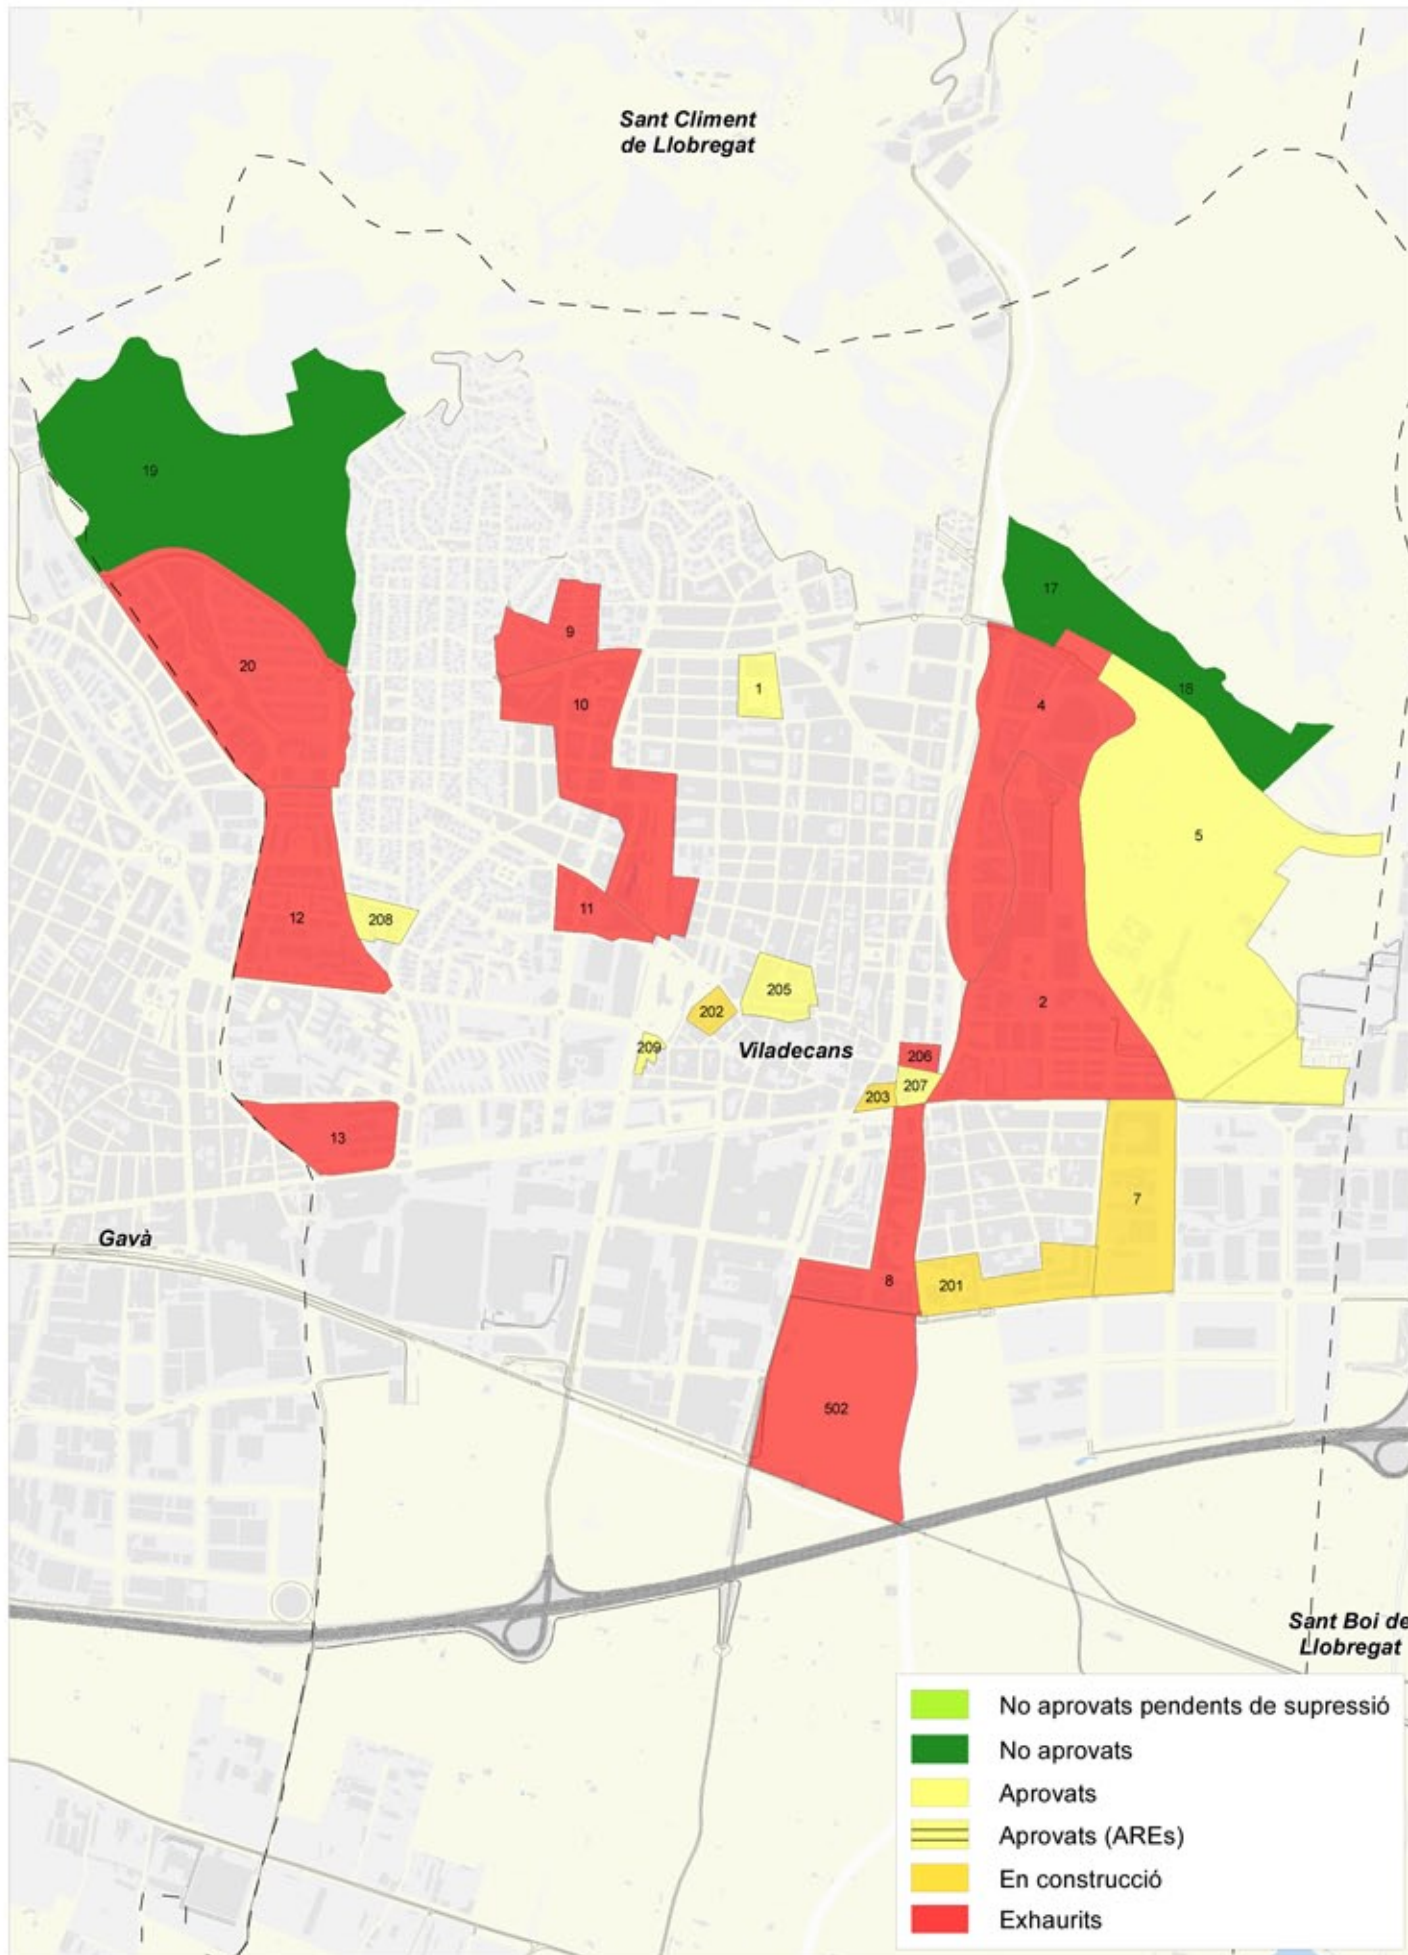 Sant Climent
de Llobregat
19
17
9
20
1
18
10
4
5
11
12
208
205
2
202
209
Viladecans
206
207
203
13
7
Gavà
8
201
502
Sant Boi de
Llobregat
No aprovats pendents de supressió
No aprovats
Aprovats
Aprovats (AREs)
En construcció
Exhaurits